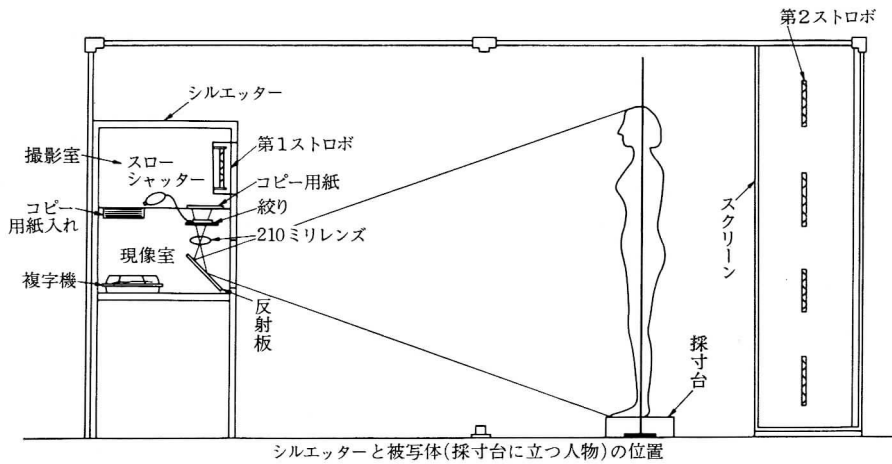 第2ストロボ
シルエッター
撮影室
スロー
シャッター
第1ストロボ
コピー用紙
コピー
用紙入れ
絞り
210ミリレンズ
現像室
複字機
反射板
スクリーン
採寸台
シルエッターと被写体(採寸台に立つ人物)の位置